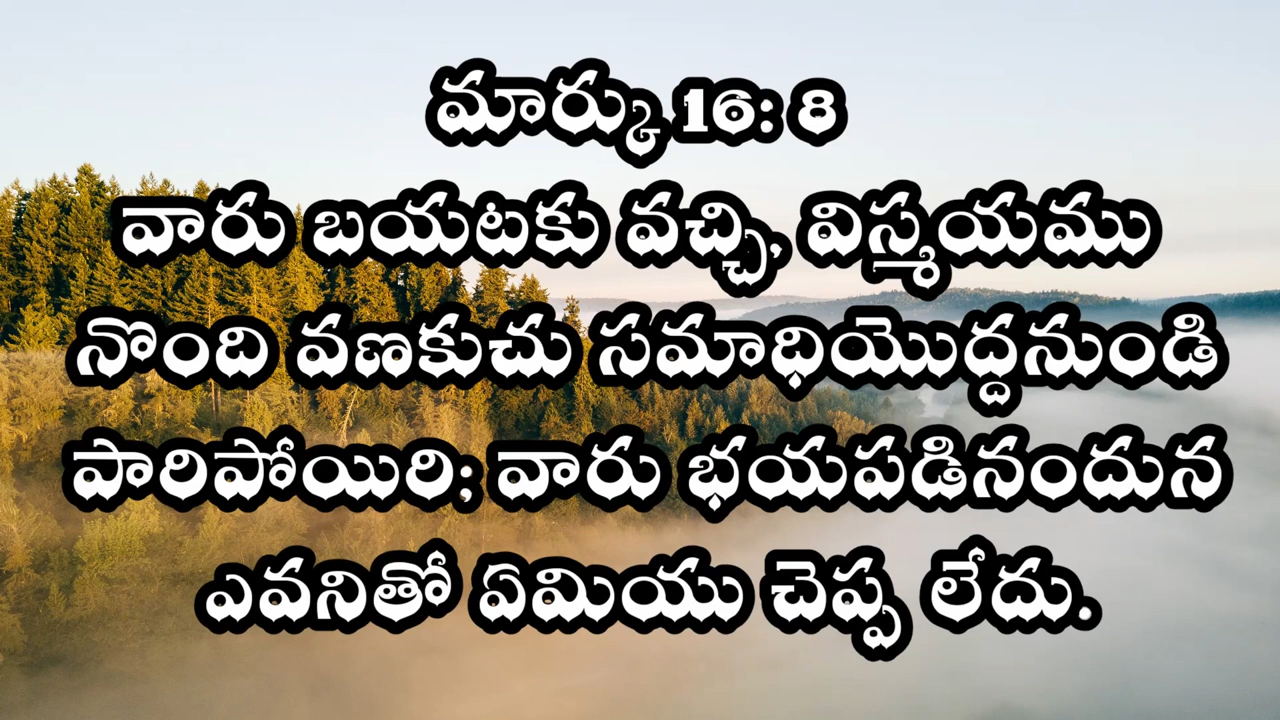 మార్కు 16: 8
వారు బయటకు వచ్చి, విస్మయము
నొంది వణకుచు సమాధియొద్దనుండి
పారిపోయిరి; వారు భయపడినందున
ఎవనితో ఏమియు చెప్ప లేదు.